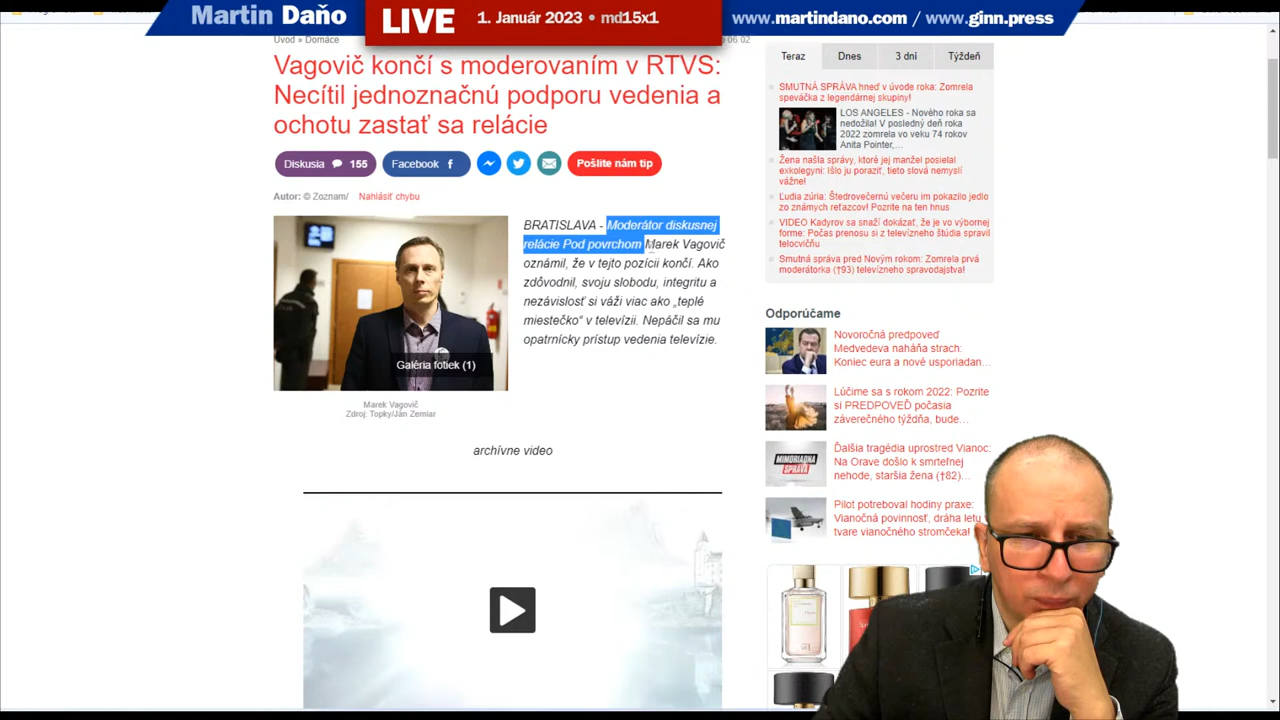 Martin Daňo
LIVE
1. Január 2023 • md15x1
www.martindano.com / www.ginn.press
Úvod » Domáce
06:02
Vagovič končí s moderovaním v RTVS:
Necítil jednoznačnú podporu vedenia a
ochotu zastať sa relácie
Diskusia 155
Facebook f
Pošlite nám tip
Autor: © Zoznam/ Nahlásiť chybu
BRATISLAVA - Moderátor diskusnej
relácie Pod povrchom Marek Vagovič
oznámil, že v tejto pozícii končí. Ako
zdôvodnil, svoju slobodu, integritu a
nezávislosť si váži viac ako „teplé
miestečko“ v televízii. Nepáčil sa mu
opatrnícky prístup vedenia televízie.
Galéria fotiek (1)
Marek Vagovič
Zdroj: Topky/Ján Zemiar
archívne video
Teraz
Dnes
3 dni
Týždeň
SMUTNÁ SPRÁVA hneď v úvode roka: Zomrela
speváčka z legendárnej skupiny!
LOS ANGELES - Nového roka sa
nedožila! V posledný deň roka
2022 zomrela vo veku 74 rokov
Anita Pointer,...
Žena našla správy, ktoré jej manžel posielal
exkolegyni: Išlo ju poraziť, tieto slová nemyslí
vážne!
Ľudia zúria: Štedrovečernú večeru im pokazilo jedlo
zo známych reťazcov! Pozrite na ten hnus
VIDEO Kadyrov sa snaží dokázať, že je vo výbornej
forme: Počas prenosu si z televízneho štúdia spravil
telocvičňu
Smutná správa pred Novým rokom: Zomrela prvá
moderátorka (†93) televízneho spravodajstva!
Odporúčame
Novoročná predpoveď
Medvedeva naháňa strach:
Koniec eura a nové usporiadan...
Lúčime sa s rokom 2022: Pozrite
si PREDPOVEĎ počasia
záverečného týždňa, bude...
MIMORIADNA
SPRÁVA
Ďalšia tragédia uprostred Vianoc:
Na Orave došlo k smrteľnej
nehode, staršia žena (†82)...
Pilot potreboval hodiny praxe:
Vianočná povinnosť, dráha letu
tvare vianočného stromčeka!